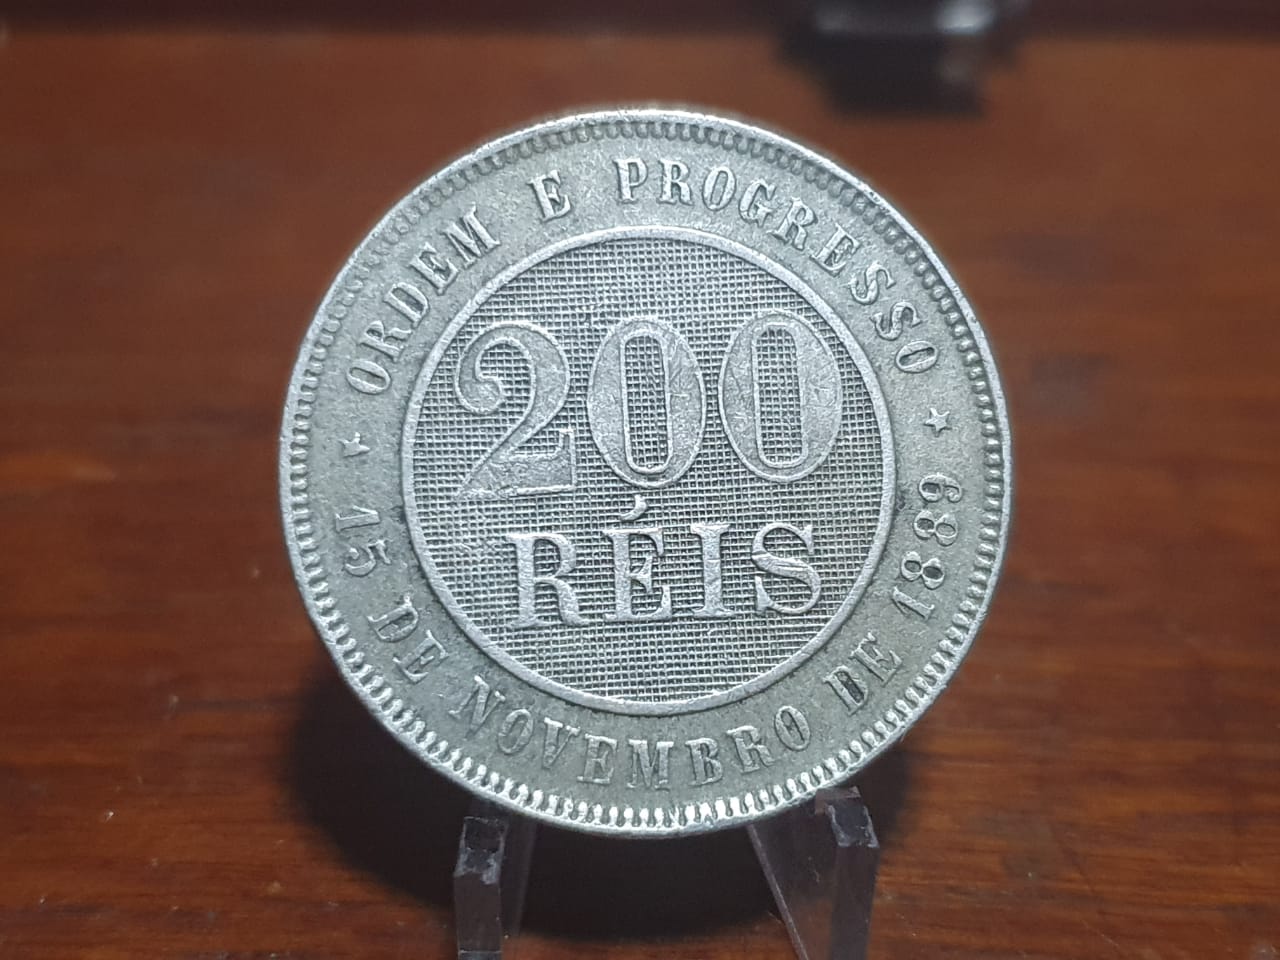 ORDEM E PROGRESSO
200
RÉIS
15 DE NOVEMBRO DE 1889